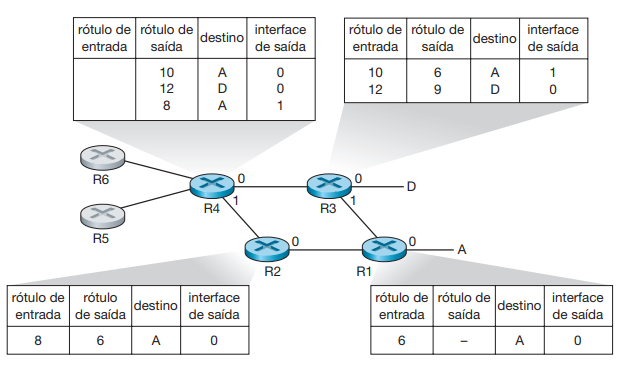 rótulo de entrada rótulo de saída destino interface de saída
10 A 0
12 D 0
8 A 1
rótulo de entrada rótulo de saída destino interface de saída
10 6 A 1
12 9 D 0
R6
R5
R4
0
1
R3
0
1
D
R2
0
R1
0
A
rótulo de entrada rótulo de saída destino interface de saída
8 6 A 0
rótulo de entrada rótulo de saída destino interface de saída
6 – A 0